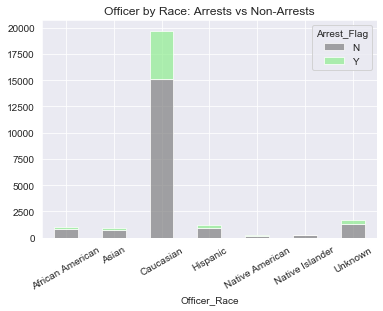 Officer by Race: Arrests vs Non-Arrests
Arrest_Flag
N
Y
20000
17500
15000
12500
10000
7500
5000
2500
0
African American
Asian
Caucasian
Hispanic
Native American
Native Islander
Unknown
Officer_Race